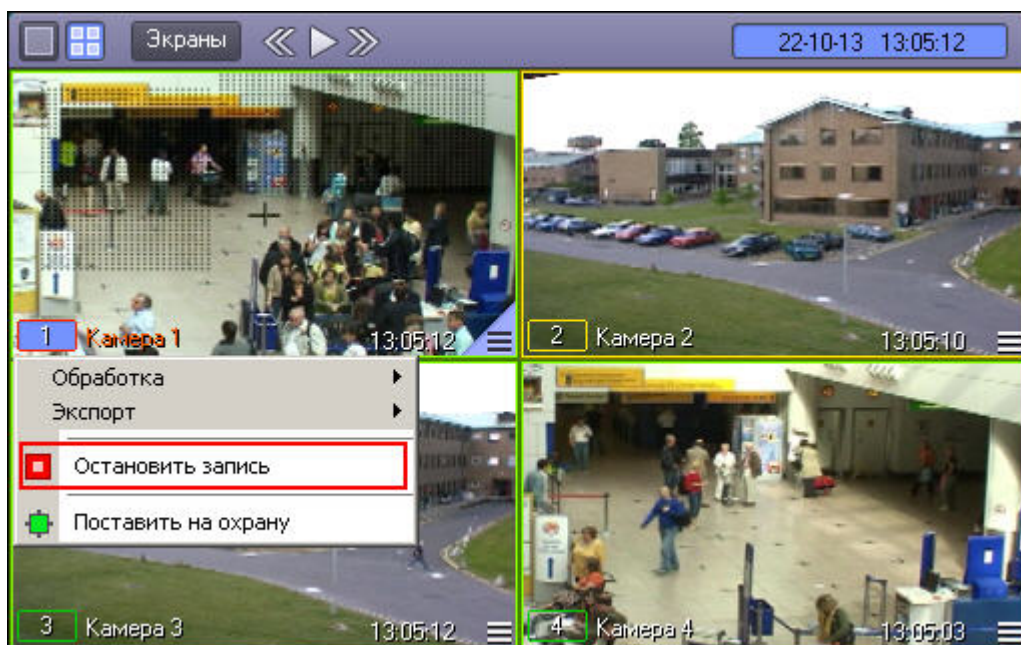 Экраны
22-10-13 13:05:12
1 Камера 1 13:05:12
2 Камера 2 13:05:10
Обработка
Экспорт
Остановить запись
Поставить на охрану
3 Камера 3 13:05:12
4 Камера 4 13:05:03